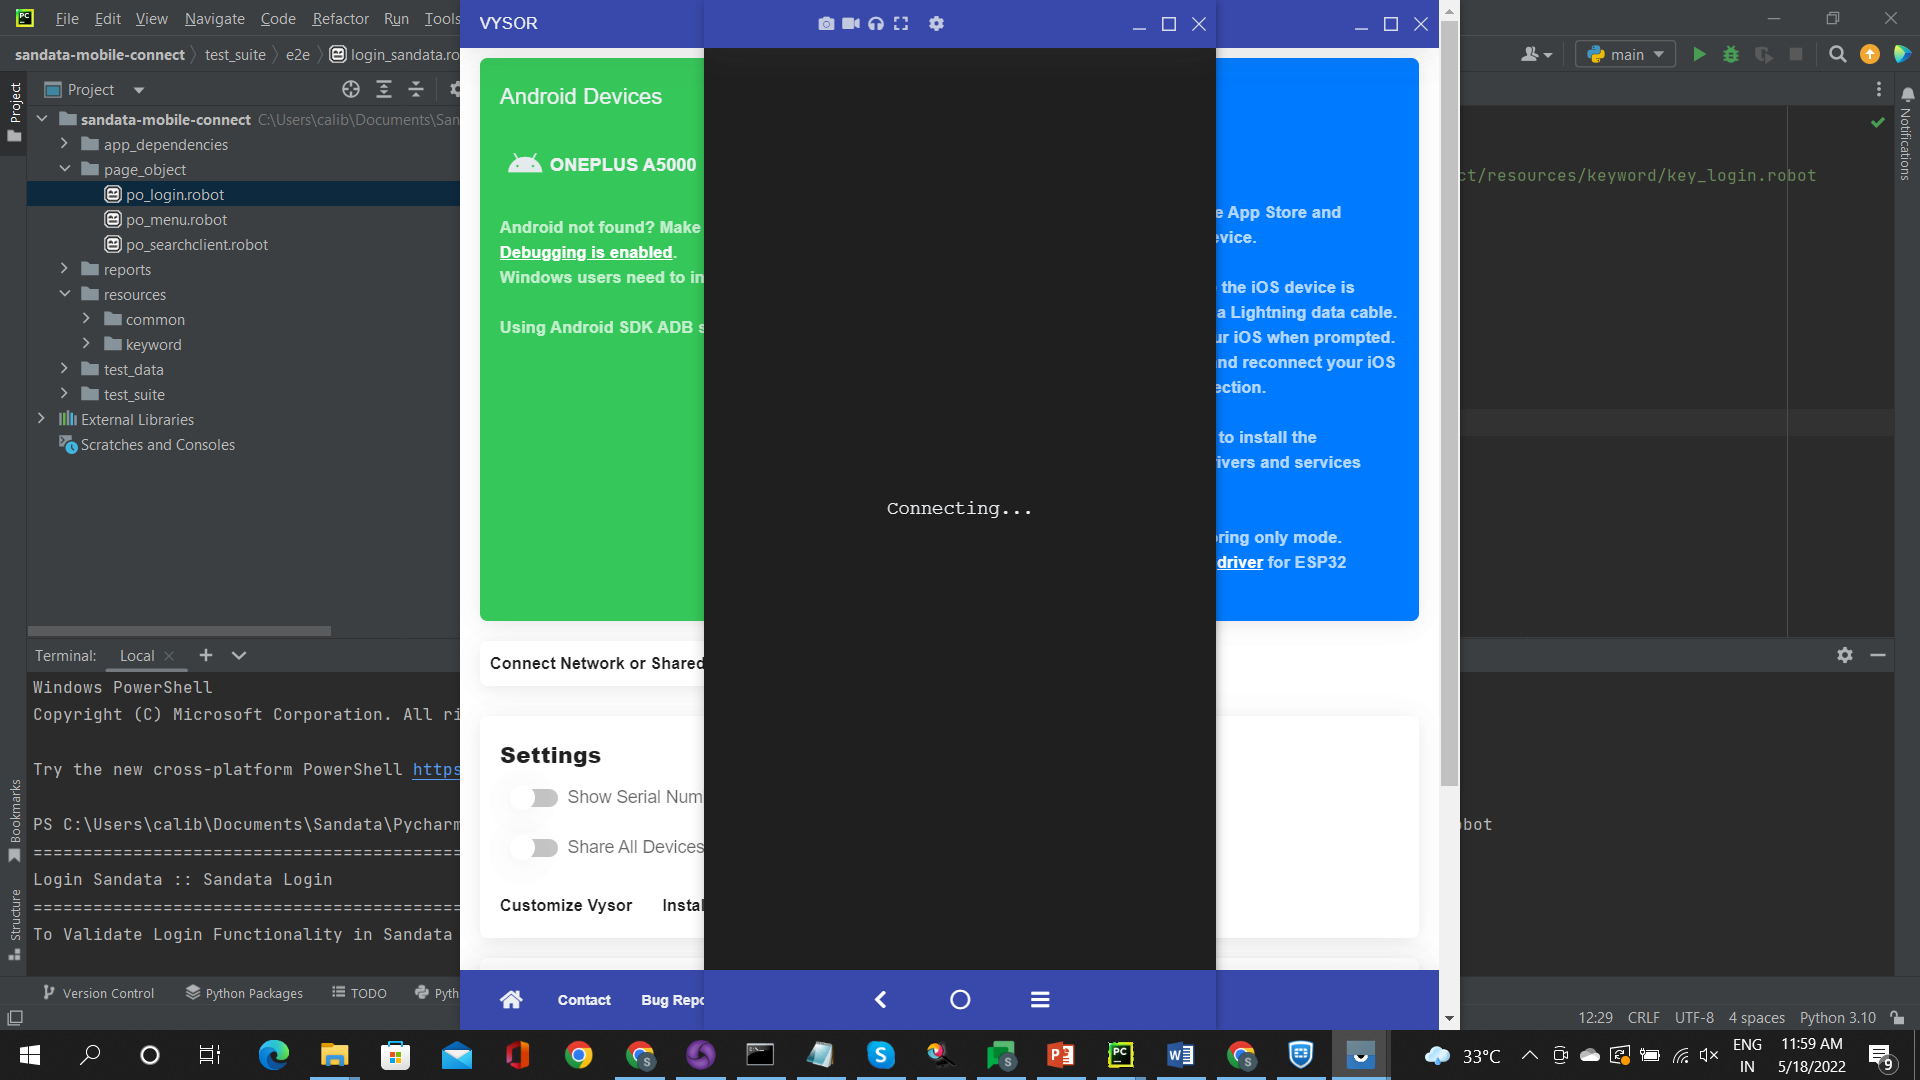 File Edit View Navigate Code Refactor Run Tools
sandata-mobile-connect test_suite e2e login_sandata.ro
main
Project
sandata-mobile-connect C:\Users\calib\Documents\San
app_dependencies
page_object
po_login.robot
po_menu.robot
po_searchclient.robot
reports
resources
common
keyword
test_data
test_suite
External Libraries
Scratches and Consoles
Project
Bookmarks
Structure
Notifications
VYSOR
Android Devices
ONEPLUS A5000
Android not found? Make
Debugging is enabled.
Windows users need to in
Using Android SDK ADB s
Connecting...
e App Store and
evice.
the iOS device is
a Lightning data cable.
ur iOS when prompted.
nd reconnect your iOS
ection.
to install the
ivers and services
oring only mode.
driver for ESP32
ct/resources/keyword/key_login.robot
Connect Network or Shared
Settings
Show Serial Num
Share All Devices
Customize Vysor Instal
Contact Bug Repo
Terminal: Local
Windows PowerShell
Copyright (C) Microsoft Corporation. All ri
Try the new cross-platform PowerShell https
PS C:\Users\calib\Documents\Sandata\Pycharm
obot
===========================================
Login Sandata :: Sandata Login
===========================================
To Validate Login Functionality in Sandata
Version Control Python Packages TODO Pyth
12:29 CRLF UTF-8 4 spaces Python 3.10
33°C
ENG
IN
11:59 AM
5/18/2022
9